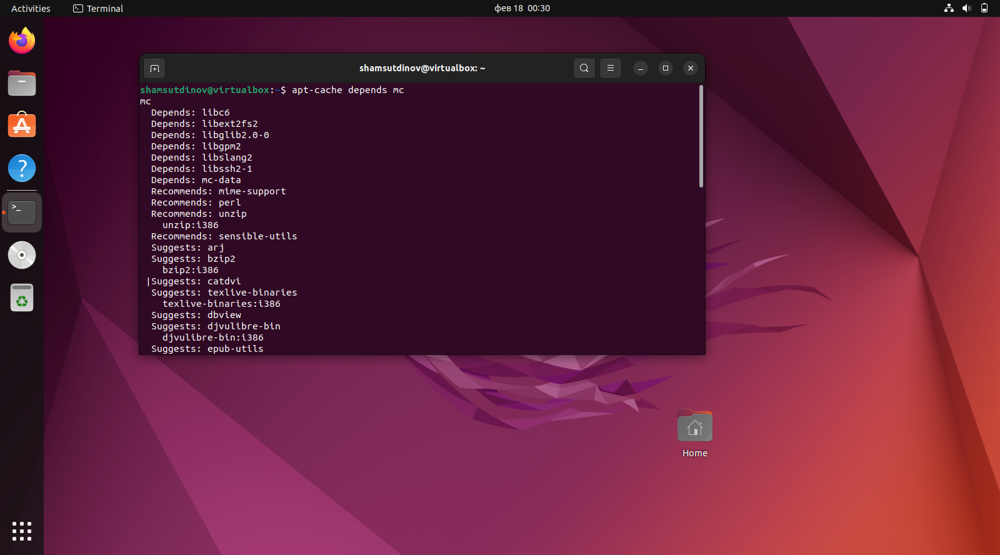 Activities
Terminal
фев 18 00:30
shamsutdinov@virtualbox: ~
shamsutdinov@virtualbox:~$ apt-cache depends mc
mc
  Depends: libc6
  Depends: libext2fs2
  Depends: libglib2.0-0
  Depends: libgpm2
  Depends: libslang2
  Depends: libssh2-1
  Depends: mc-data
  Recommends: mime-support
  Recommends: perl
  Recommends: unzip
    unzip:i386
  Recommends: sensible-utils
  Suggests: arj
  Suggests: bzip2
    bzip2:i386
 |Suggests: catdvi
  Suggests: texlive-binaries
    texlive-binaries:i386
  Suggests: dbview
  Suggests: djvulibre-bin
    djvulibre-bin:i386
  Suggests: epub-utils
Home